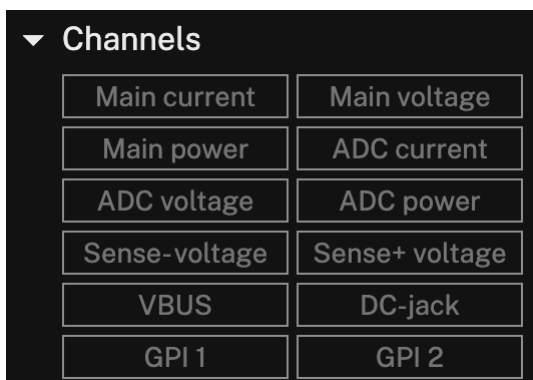 Channels
Main current Main voltage
Main power ADC current
ADC voltage ADC power
Sense-voltage Sense+ voltage
VBUS DC-jack
GPI 1 GPI 2